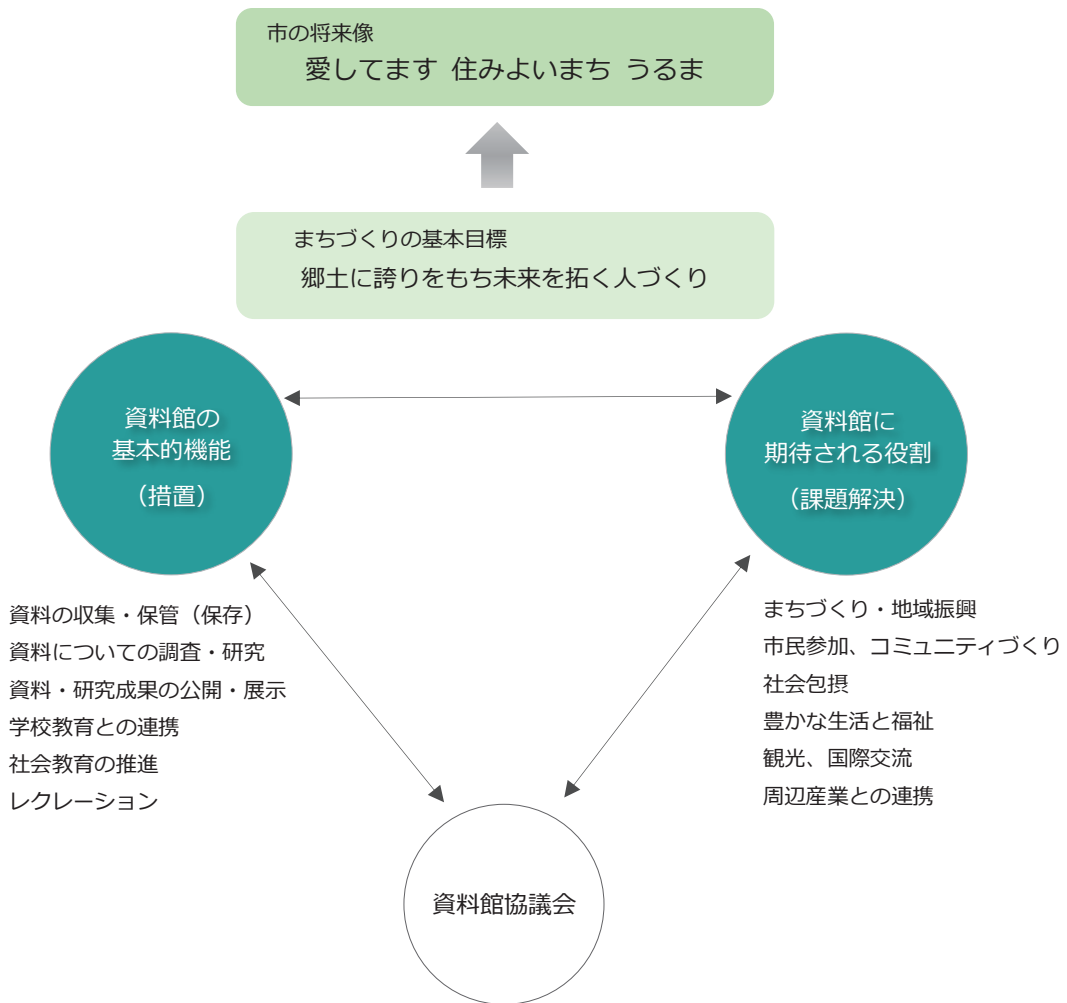 市の将来像
愛してます 住みよいまち うるま
まちづくりの基本目標
郷土に誇りをもち未来を拓く人づくり
資料館の
基本的機能
（措置）
資料館に
期待される役割
（課題解決）
資料の収集・保管（保存）
資料についての調査・研究
資料・研究成果の公開・展示
学校教育との連携
社会教育の推進
レクレーション
まちづくり・地域振興
市民参加、コミュニティづくり
社会包摂
豊かな生活と福祉
観光、国際交流
周辺産業との連携
資料館協議会